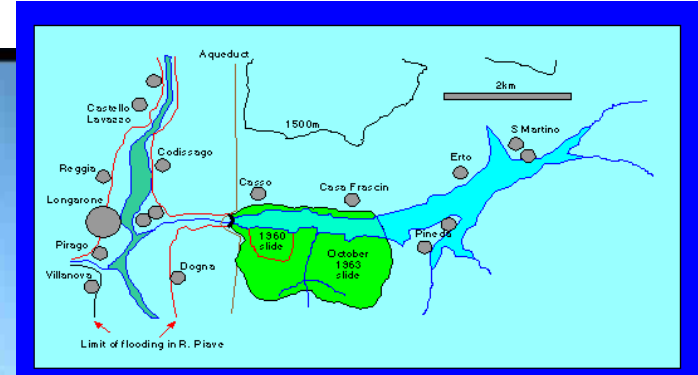 Aqueduct
2km
Castello
Lavazzo
1500m
Codissago
S Martino
Erto
Reggia
Casso
Casa Frascin
Longarone
Pineda
Pirago
1960
slide
October
1963
slide
Villanova
Dogna
Limit of flooding in R. Piave